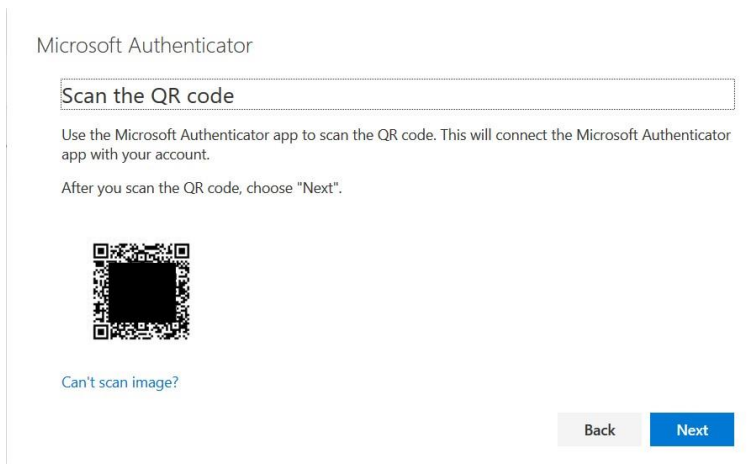 Microsoft Authenticator
Scan the QR code
Use the Microsoft Authenticator app to scan the QR code. This will connect the Microsoft Authenticator
app with your account.
After you scan the QR code, choose "Next".
Can't scan image?
Back
Next